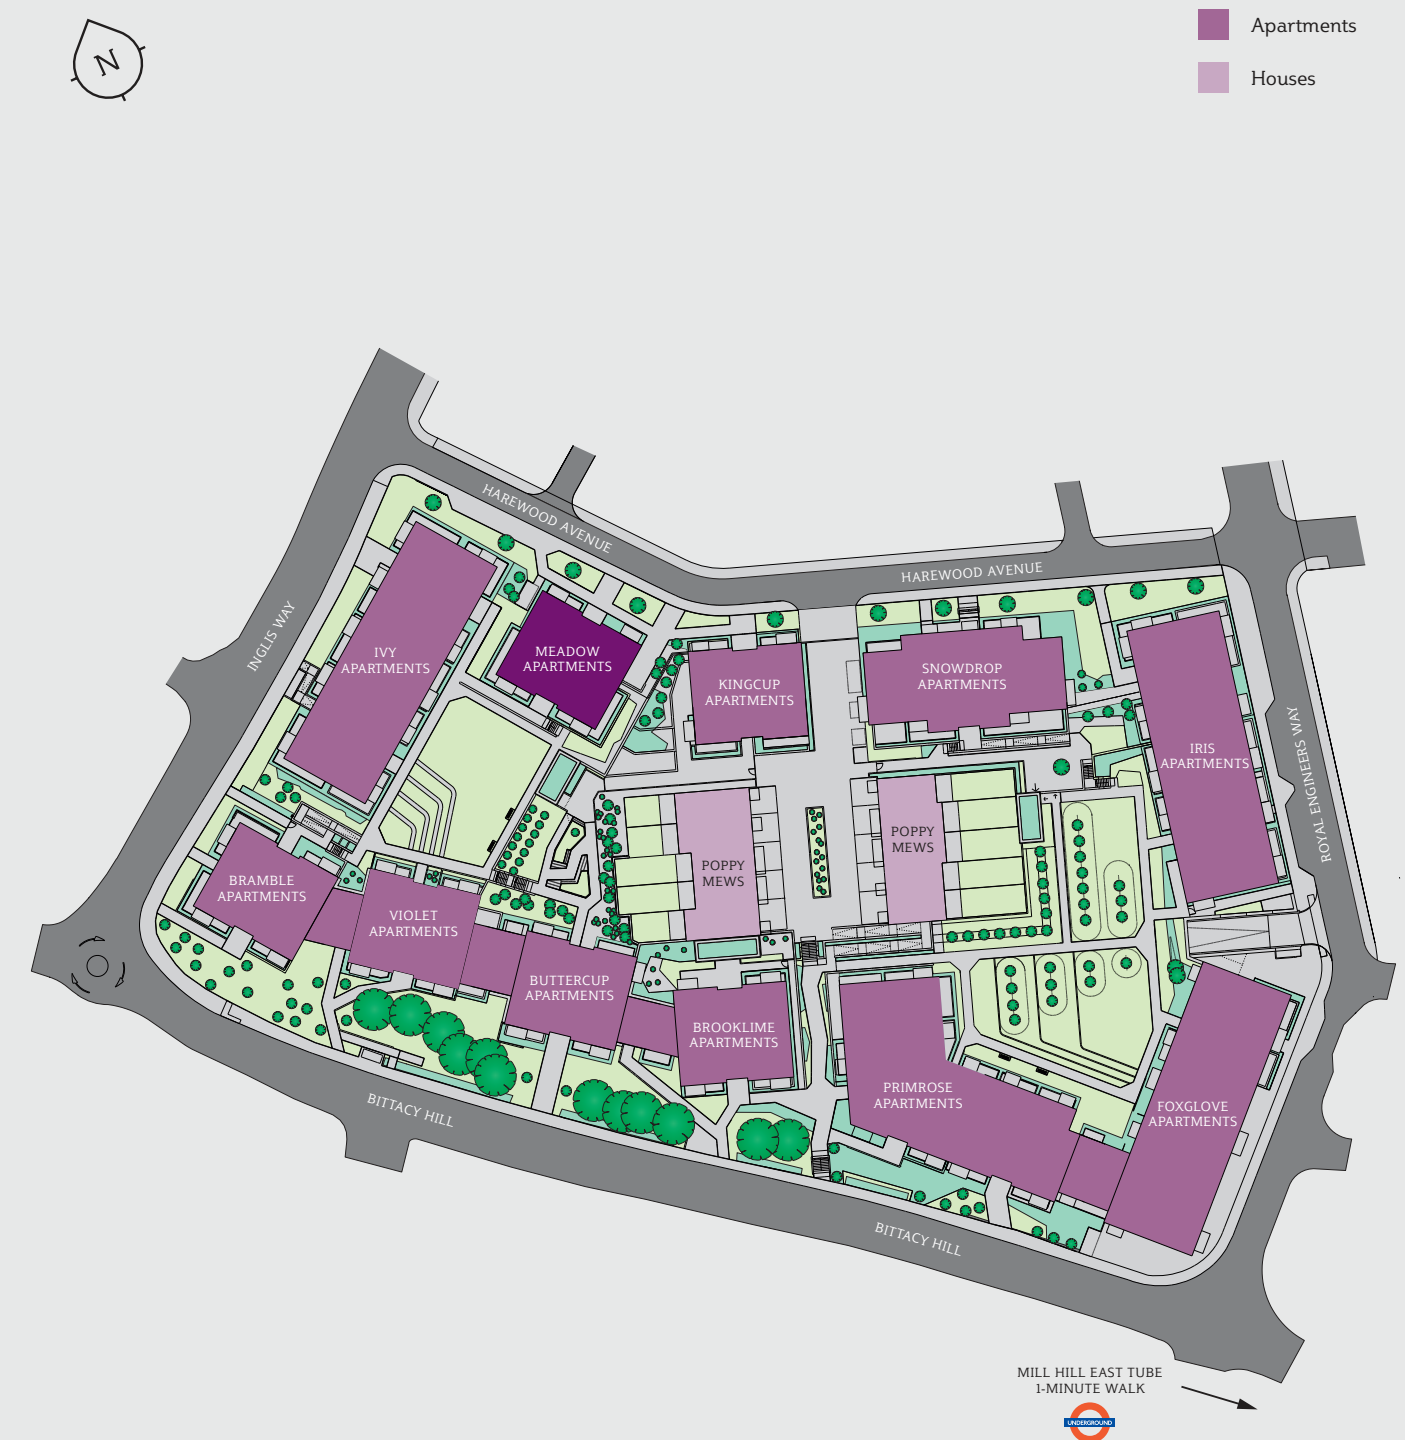 N
Apartments
Houses
HAREWOOD AVENUE
HAREWOOD AVENUE
INGLIS WAY
IVY
APARTMENTS
MEADOW
APARTMENTS
KINGCUP
APARTMENTS
SNOWDROP
APARTMENTS
IRIS
APARTMENTS
ROYAL ENGINEERS WAY
POPPY
MEWS
POPPY
MEWS
BRAMBLE
APARTMENTS
VIOLET
APARTMENTS
BUTTERCUP
APARTMENTS
BROOKLIME
APARTMENTS
PRIMROSE
APARTMENTS
FOXGLOVE
APARTMENTS
BITTACY HILL
BITTACY HILL
MILL HILL EAST TUBE
1-MINUTE WALK
UNDERGROUND